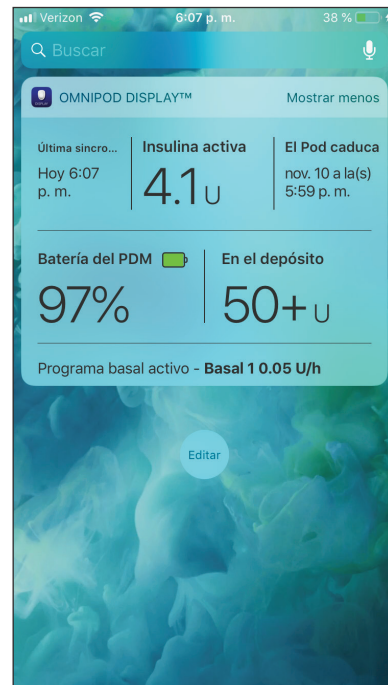 Verizon 6:07 p. m. 38 %
Buscar
OMNIPOD DISPLAY™ Mostrar menos
Última sincro... Insulina activa El Pod caduca
Hoy 6:07 p. m. 4.1 U nov. 10 a la(s) 5:59 p. m.
Batería del PDM En el depósito
97% 50+ U
Programa basal activo - Basal 1 0.05 U/h
Editar